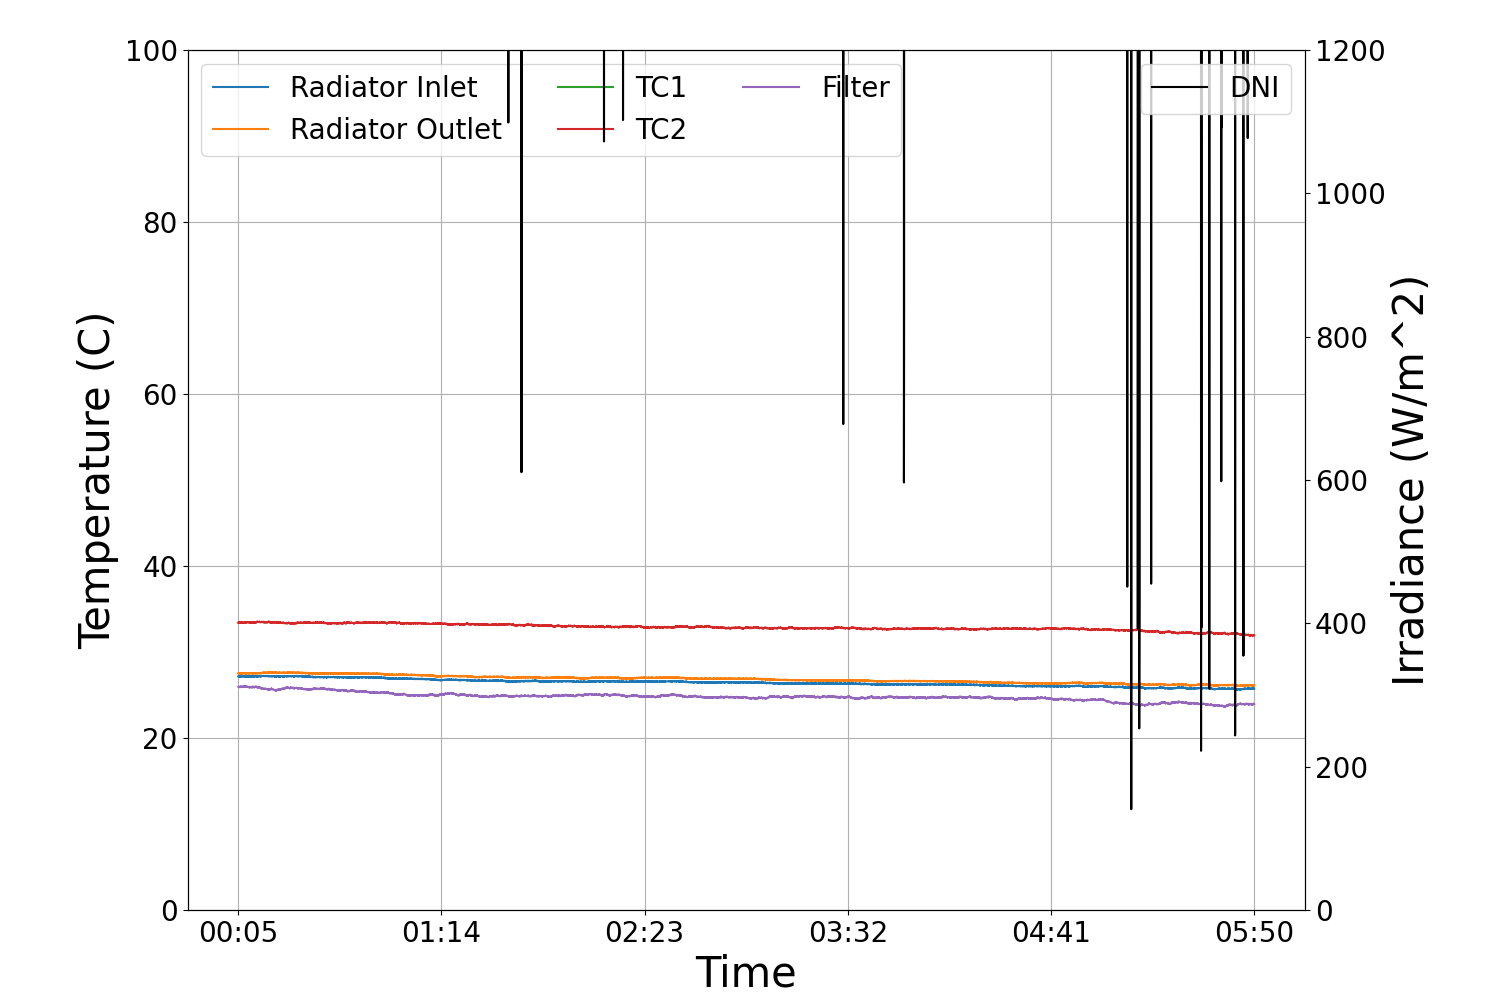 100
80
60
40
20
0
Temperature (C)
Radiator Inlet
Radiator Outlet
TC1
TC2
Filter
DNI
1200
1000
800
600
400
200
0
Irradiance (W/m^2)
00:05 01:14 02:23 03:32 04:41 05:50
Time